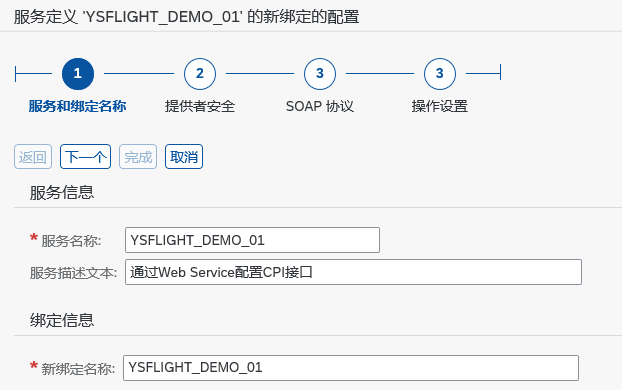 服务定义 'YSFLIGHT_DEMO_01' 的新绑定的配置
1 2 3 3
服务和绑定名称 提供者安全 SOAP 协议 操作设置
返回 下一个 完成 取消
服务信息
* 服务名称: YSFLIGHT_DEMO_01
服务描述文本: 通过Web Service配置CPI接口
绑定信息
* 新绑定名称: YSFLIGHT_DEMO_01